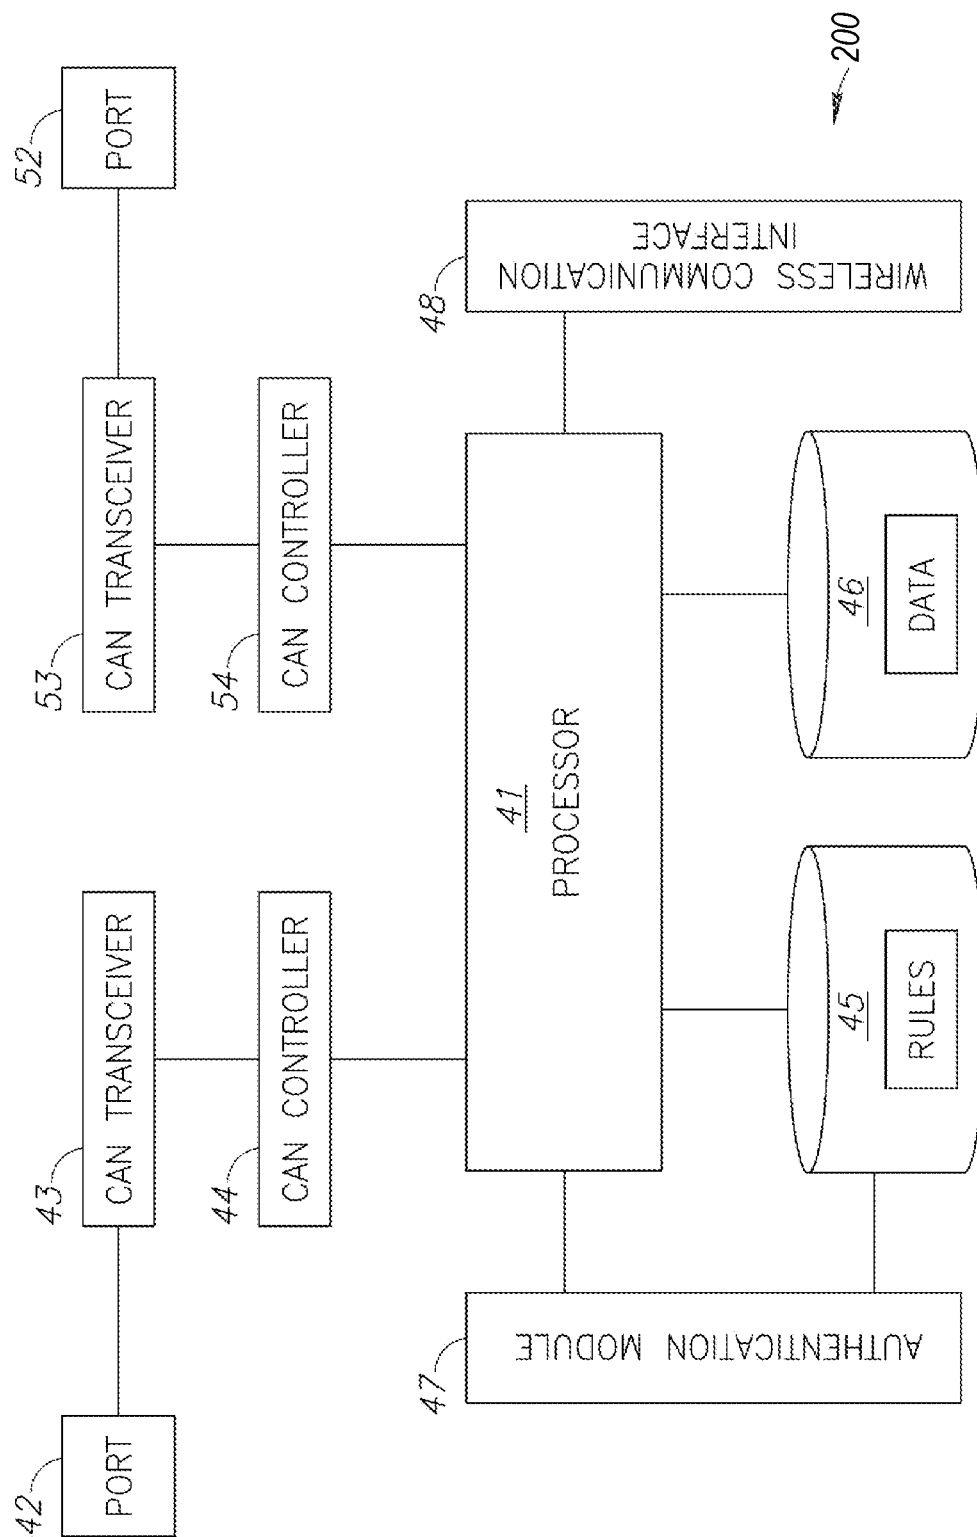 42
PORT
43
CAN TRANSCEIVER
53
CAN TRANSCEIVER
52
PORT
44
CAN CONTROLLER
54
CAN CONTROLLER
47
AUTHENTICATION MODULE
41
PROCESSOR
48
WIRELESS COMMUNICATION
INTERFACE
45
RULES
46
DATA
200